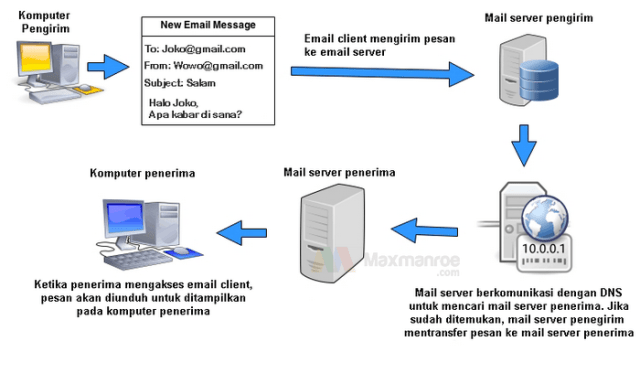 Komputer
Pengirim
New Email Message
To: Joko@gmail.com
From: Wowo@gmail.com
Subject: Salam
Halo Joko,
Apa kabar di sana?
Email client mengirim pesan
ke email server
Mail server pengirim
Komputer penerima
Mail server penerima
10.0.0.1
Maxmanroe
.com
Ketika penerima mengakses email client,
pesan akan diunduh untuk ditampilkan
pada komputer penerima
Mail server berkomunikasi dengan DNS
untuk mencari mail server penerima. Jika
sudah ditemukan, mail server penegirim
mentransfer pesan ke mail server penerima